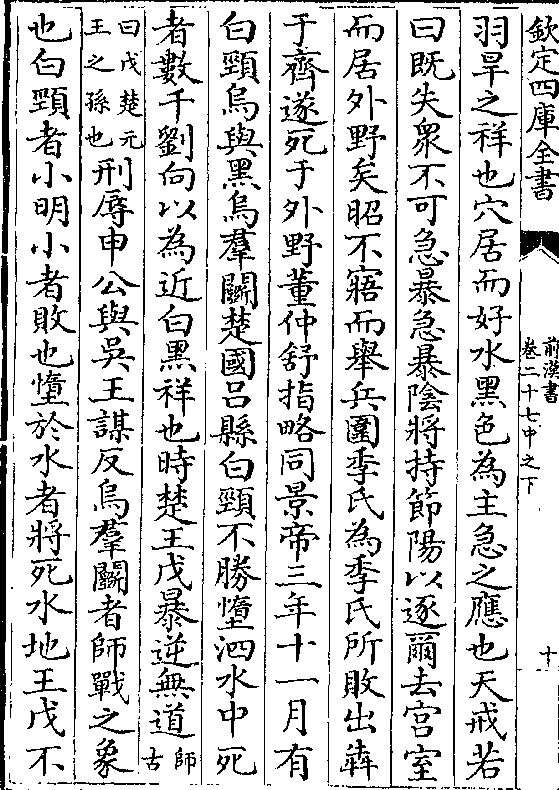 欽定四庫全書
前漢書
卷二十七中之下
十
羽旱之祥也穴居而好水黑色為主急之應也天戒若
曰既失衆不可急暴急暴陰將持節陽以逐爾去宫室
而居外野矣昭不寤而舉兵圍季氏為季氏所敗出犇
于齊遂死于外野董仲舒指略同景帝三年十一月有
白頸烏與黑烏羣鬭楚國吕縣白頸不勝墮泗水中死
者數千劉向以為近白黑祥也時楚王戊暴逆無道師古
曰戊楚元王之孫也刑辱申公與吳王謀反烏羣鬭者師戰之象
也白頸者小明小者敗也墮於水者將死水地王戊不